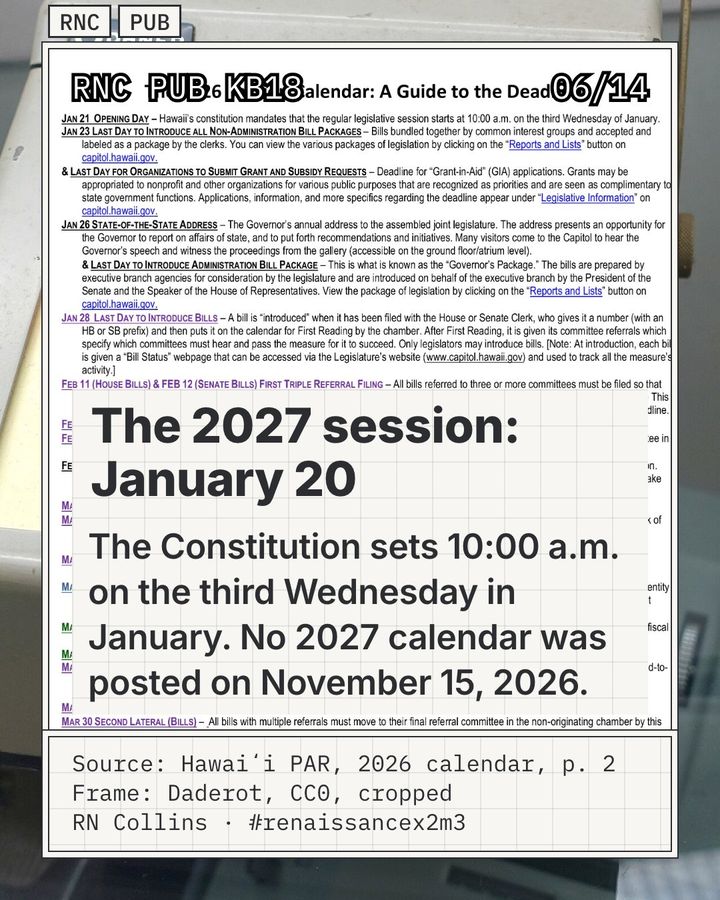 RNC PUB
RNC PUB KB18 06/14
26 Calendar: A Guide to the Dead
JAN 21 OPENING DAY – Hawaii's constitution mandates that the regular legislative session starts at 10:00 a.m. on the third Wednesday of January.
JAN 23 LAST DAY TO INTRODUCE ALL NON-ADMINISTRATION BILL PACKAGES – Bills bundled together by common interest groups and accepted and
labeled as a package by the clerks. You can view the various packages of legislation by clicking on the “Reports and Lists” button on
capitol.hawaii.gov.
& LAST DAY FOR ORGANIZATIONS TO SUBMIT GRANT AND SUBSIDY REQUESTS – Deadline for “Grant-in-Aid” (GIA) applications. Grants may be
appropriated to nonprofit and other organizations for various public purposes that are recognized as priorities and are seen as complimentary to
state government functions. Applications, information, and more specifics regarding the deadline appear under “Legislative Information” on
capitol.hawaii.gov.
JAN 26 STATE-OF-THE-STATE ADDRESS – The Governor's annual address to the assembled joint legislature. The address presents an opportunity for
the Governor to report on affairs of state, and to put forth recommendations and initiatives. Many visitors come to the Capitol to hear the
Governor's speech and witness the proceedings from the gallery (accessible on the ground floor/atrium level).
& LAST DAY TO INTRODUCE ADMINISTRATION BILL PACKAGE – This is what is known as the “Governor's Package.” The bills are prepared by
executive branch agencies for consideration by the legislature and are introduced on behalf of the executive branch by the President of the
Senate and the Speaker of the House of Representatives. View the package of legislation by clicking on the “Reports and Lists” button on
capitol.hawaii.gov.
JAN 28 LAST DAY TO INTRODUCE BILLS – A bill is “introduced” when it has been filed with the House or Senate Clerk, who gives it a number (with an
HB or SB prefix) and then puts it on the calendar for First Reading by the chamber. After First Reading, it is given its committee referrals which
specify which committees must hear and pass the measure for it to succeed. Only legislators may introduce bills. [Note: At introduction, each bil
is given a “Bill Status” webpage that can be accessed via the Legislature's website (www.capitol.hawaii.gov) and used to track all the measure's
activity.]
FEB 11 (HOUSE BILLS) & FEB 12 (SENATE BILLS) FIRST TRIPLE REFERRAL FILING – All bills referred to three or more committees must be filed so that
This
The 2027 session:
January 20
The Constitution sets 10:00 a.m.
on the third Wednesday in
January. No 2027 calendar was
posted on November 15, 2026.
MAR 30 SECOND LATERAL (BILLS) – All bills with multiple referrals must move to their final referral committee in the non-originating chamber by this
Source: Hawaiʻi PAR, 2026 calendar, p. 2
Frame: Daderot, CC0, cropped
RN Collins · #renaissancex2m3